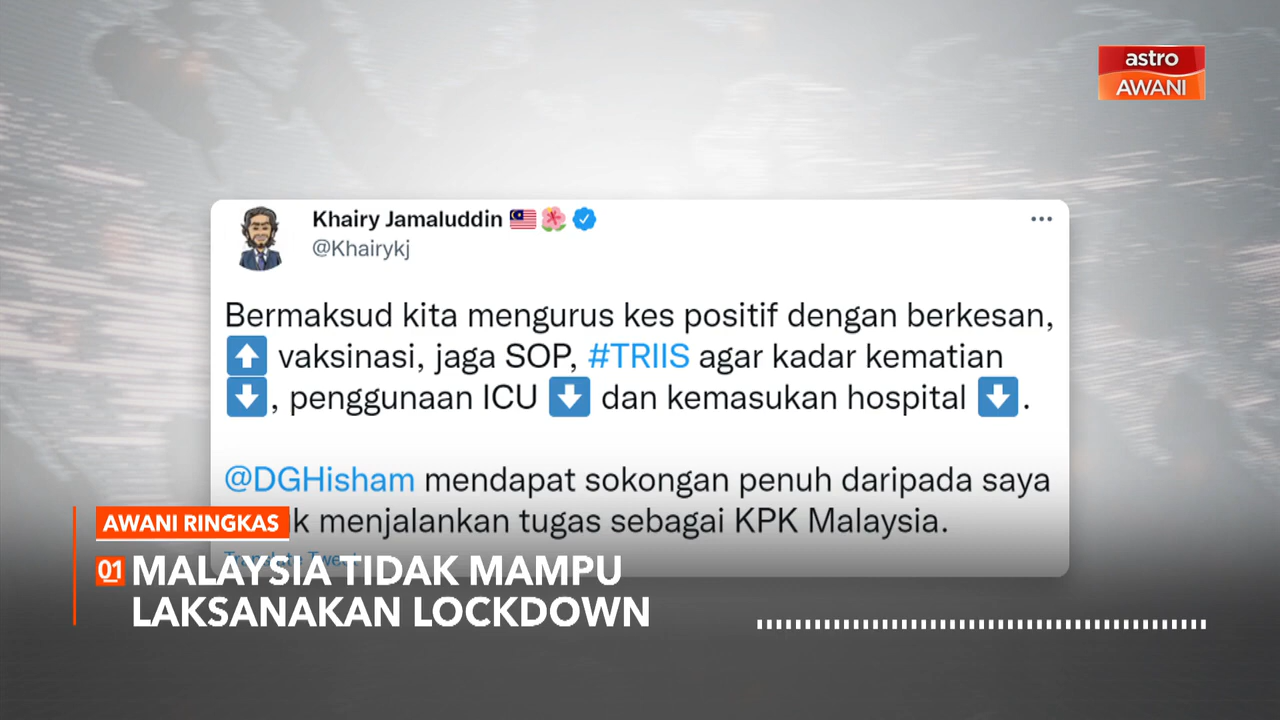 astro
AWANI
Khairy Jamaluddin 🇲🇾🌺
@Khairykj
Bermaksud kita mengurus kes positif dengan berkesan,
⬆️ vaksinasi, jaga SOP, #TRIIS agar kadar kematian
⬇️, penggunaan ICU ⬇️ dan kemasukan hospital ⬇️.
@DGHisham mendapat sokongan penuh daripada saya
k menjalankan tugas sebagai KPK Malaysia.
Translate Tweet
AWANI RINGKAS
01 MALAYSIA TIDAK MAMPU
LAKSANAKAN LOCKDOWN